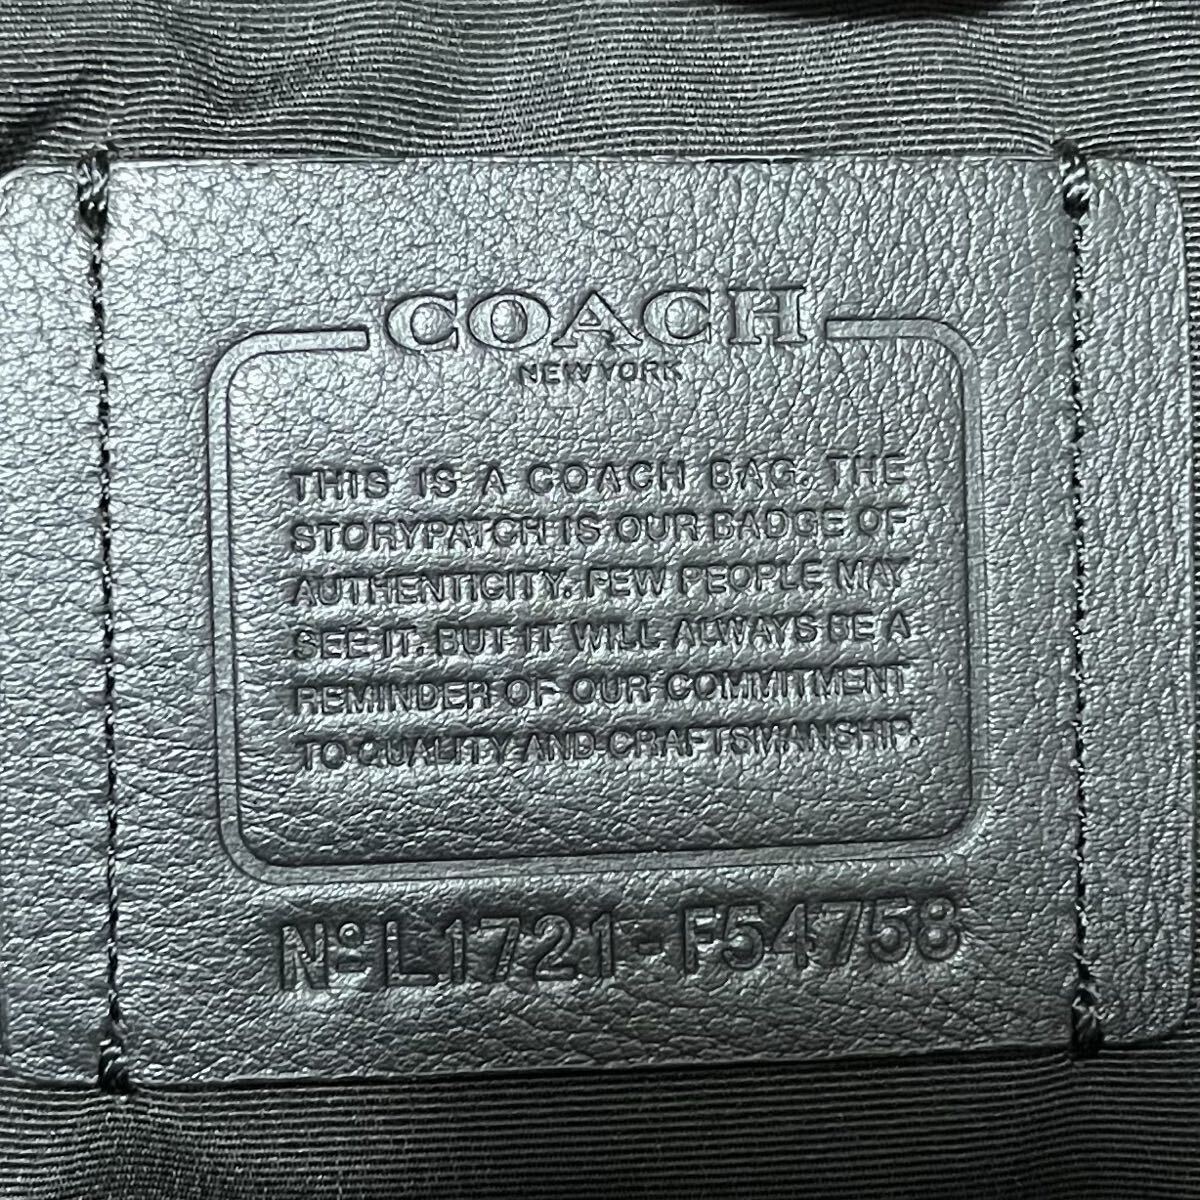 COACH
NEW YORK
THIS IS A COACH BAG. THE
STORYPATCH IS OUR BADGE OF
AUTHENTICITY. FEW PEOPLE MAY
SEE IT. BUT IT WILL ALWAYS BE A
REMINDER OF OUR COMMITMENT
TO QUALITY AND CRAFTSMANSHIP.
Nº L1721-F54758